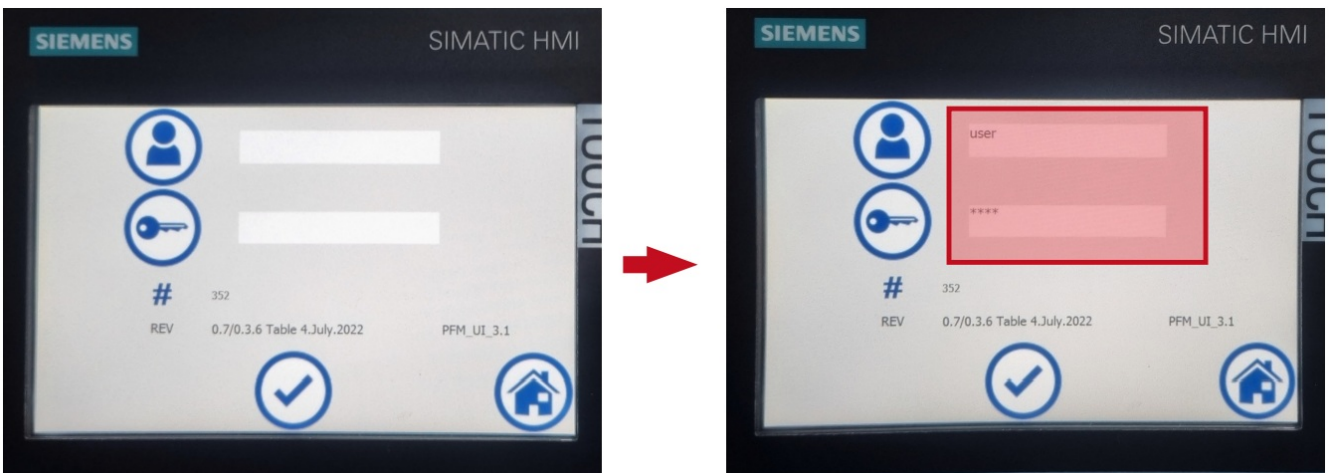 SIEMENS
SIMATIC HMI
TOUCH
#
352
REV
0.7/0.3.6 Table 4.July.2022
PFM_UI_3.1
SIEMENS
SIMATIC HMI
TOUCH
user
****
#
352
REV
0.7/0.3.6 Table 4.July.2022
PFM_UI_3.1